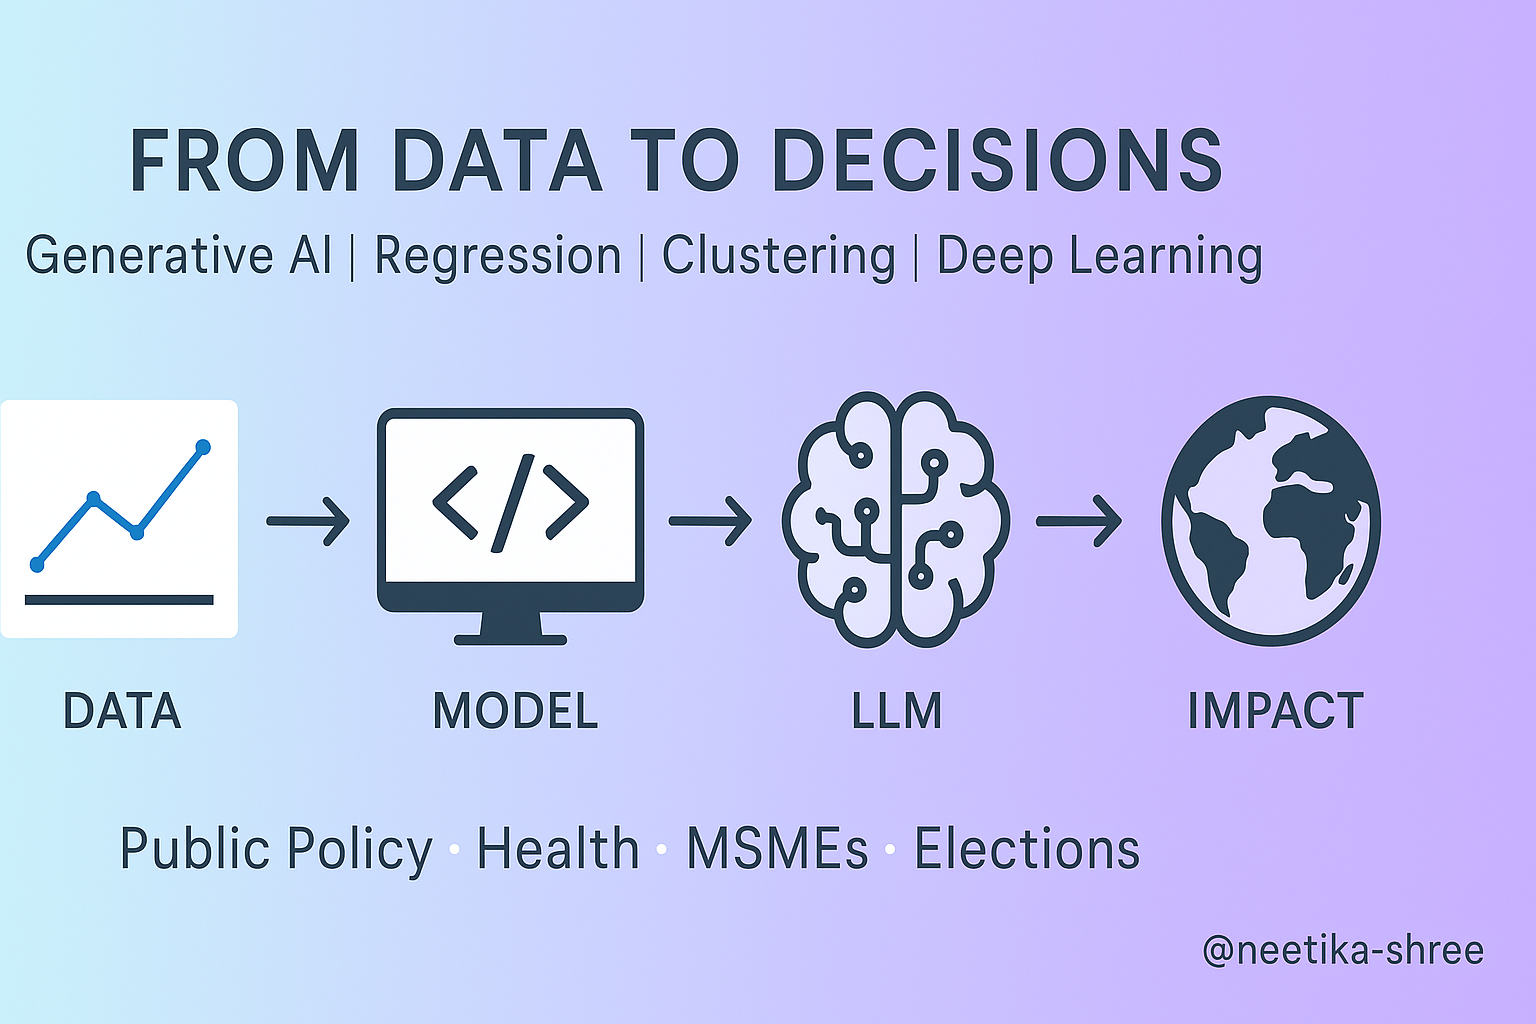 FROM DATA TO DECISIONS
Generative AI | Regression | Clustering | Deep Learning
</>
DATA
MODEL
LLM
IMPACT
Public Policy · Health · MSMEs · Elections
@neetika-shree